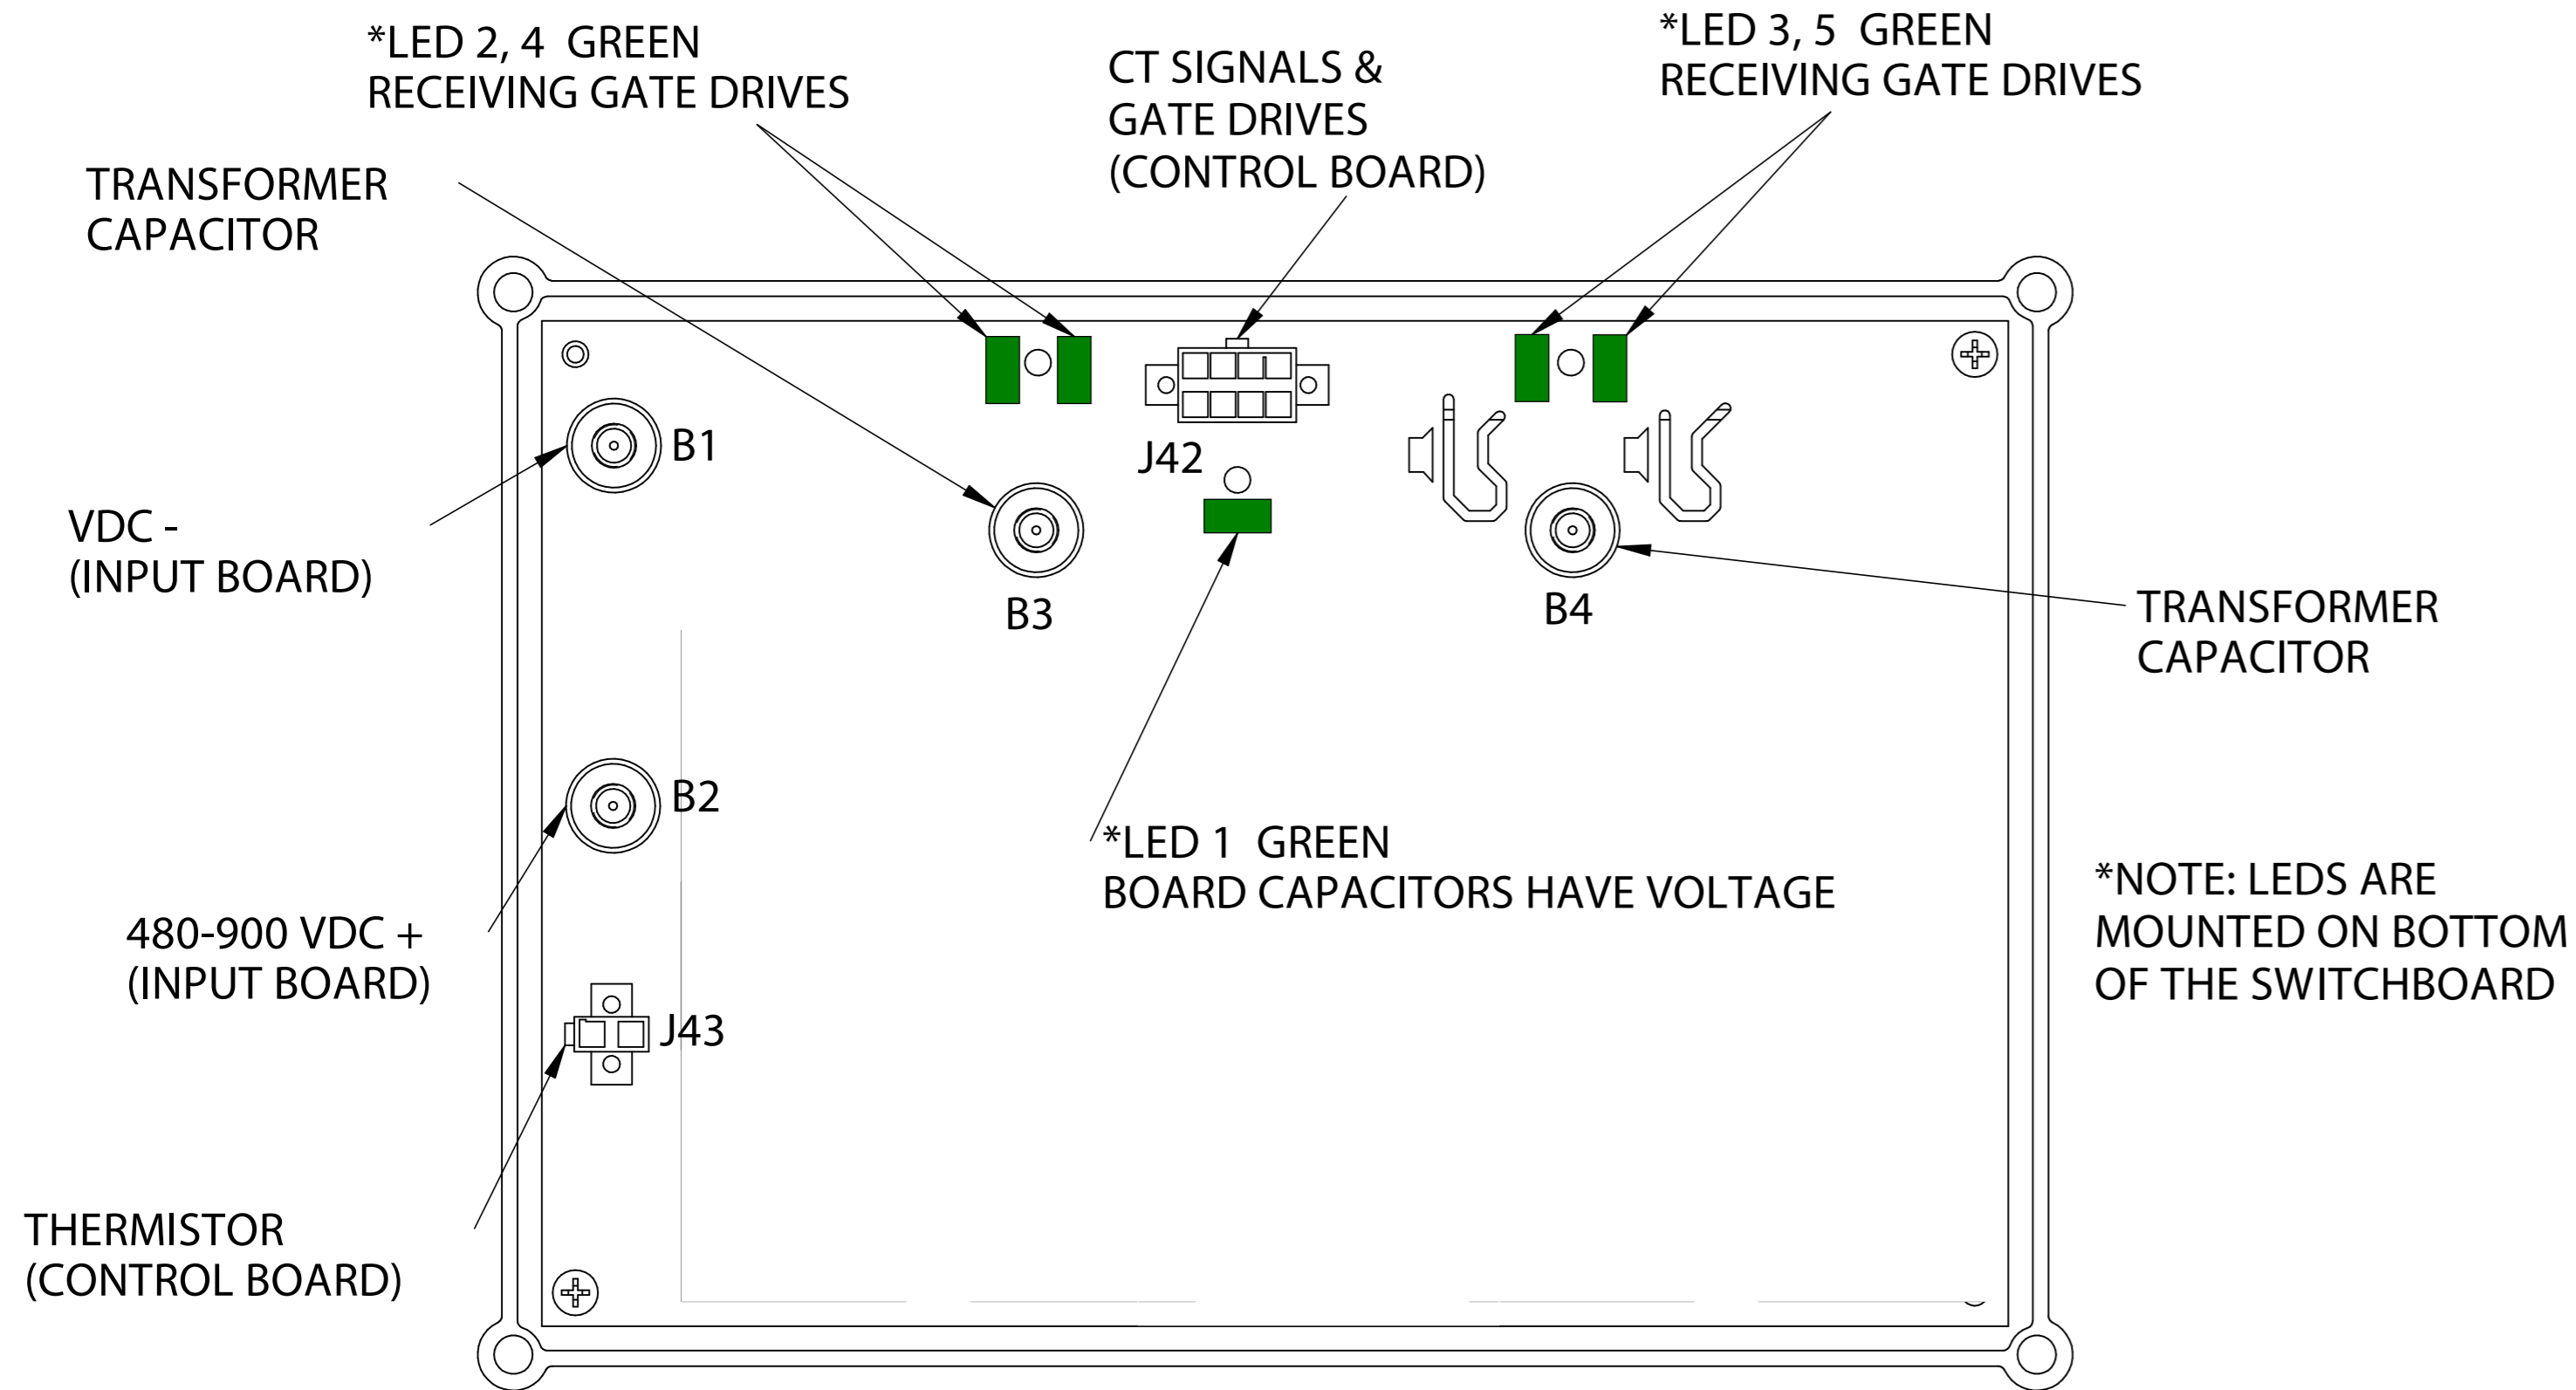 *LED 2, 4  GREEN
RECEIVING GATE DRIVES
CT SIGNALS &
GATE DRIVES
(CONTROL BOARD)
*LED 3, 5  GREEN
RECEIVING GATE DRIVES
TRANSFORMER
CAPACITOR
B1
J42
VDC -
(INPUT BOARD)
B3
B4
TRANSFORMER
CAPACITOR
B2
*LED 1  GREEN
BOARD CAPACITORS HAVE VOLTAGE
*NOTE: LEDS ARE
MOUNTED ON BOTTOM
OF THE SWITCHBOARD
480-900 VDC +
(INPUT BOARD)
J43
THERMISTOR
(CONTROL BOARD)